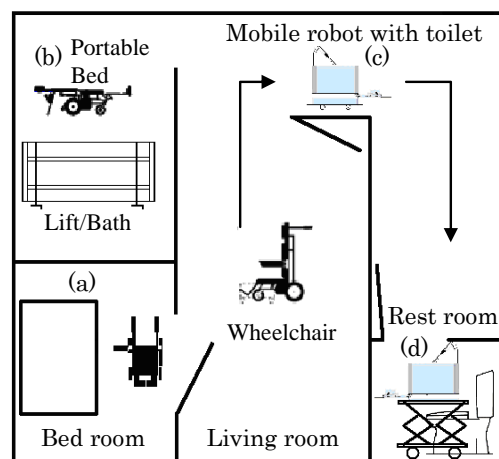 Mobile robot with toilet
(b) Portable
Bed
(c)
Lift/Bath
(a)
Wheelchair
Rest room
(d)
Bed room
Living room